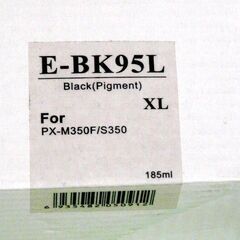 E-BK95L
Black(Pigment)
XL
For
PX-M350F/S350
185ml